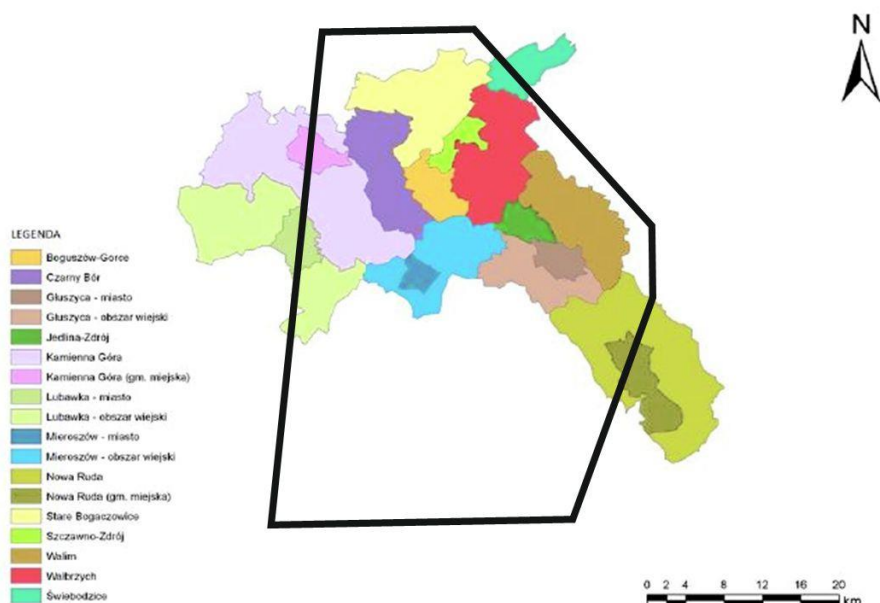 N
LEGENDA
Boguszów-Gorce
Czarny Bór
Głuszyca - miasto
Głuszyca - obszar wiejski
Jedlina-Zdrój
Kamienna Góra
Kamienna Góra (gm. miejska)
Lubawka - miasto
Lubawka - obszar wiejski
Mieroszów - miasto
Mieroszów - obszar wiejski
Nowa Ruda
Nowa Ruda (gm. miejska)
Stare Bogaczowice
Szczawno-Zdrój
Walim
Wałbrzych
Świebodzice
0 2 4 8 12 16 20
km